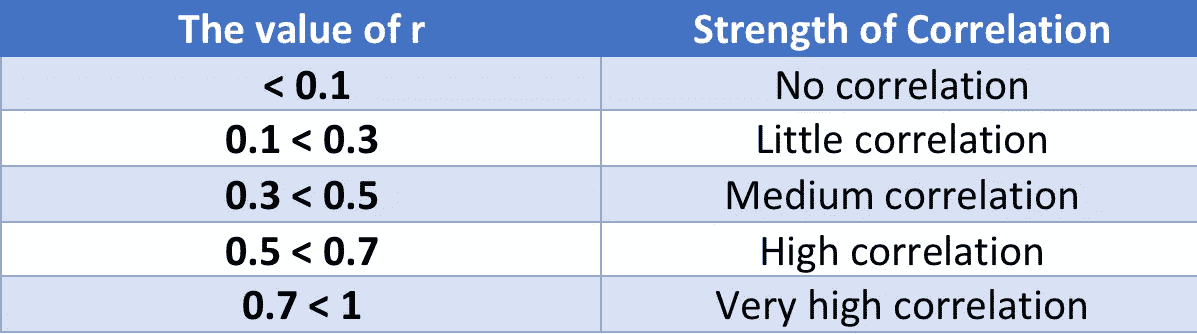 The value of r Strength of Correlation
< 0.1 No correlation
0.1 < 0.3 Little correlation
0.3 < 0.5 Medium correlation
0.5 < 0.7 High correlation
0.7 < 1 Very high correlation